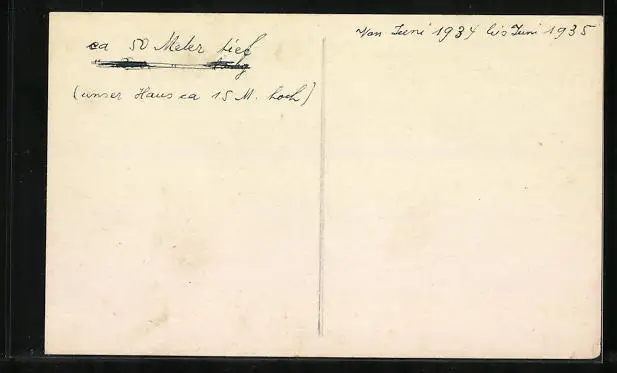 ca 50 Meter tief
(unser Haus ca 15 M. hoch)
Von Juni 1934 bis Juni 1935